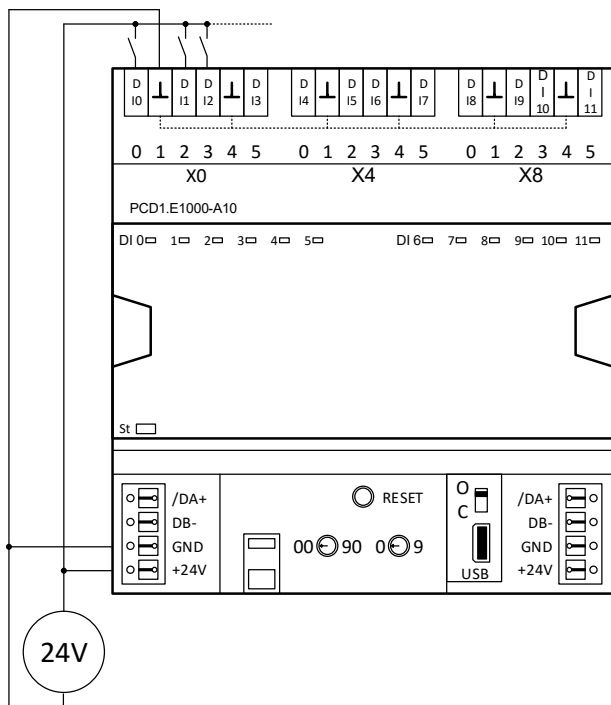 D I0 ⊥ D I1 D I2 ⊥ D I3 D I4 ⊥ D I5 D I6 ⊥ D I7 D I8 ⊥ D I9 D I 10 ⊥ D I 11
0 1 2 3 4 5 0 1 2 3 4 5 0 1 2 3 4 5
X0 X4 X8
PCD1.E1000-A10
DI 0 1 2 3 4 5 DI 6 7 8 9 10 11
St
/DA+ RESET O /DA+
DB- C DB-
GND 00 90 0 9 GND
+24V USB +24V
24V